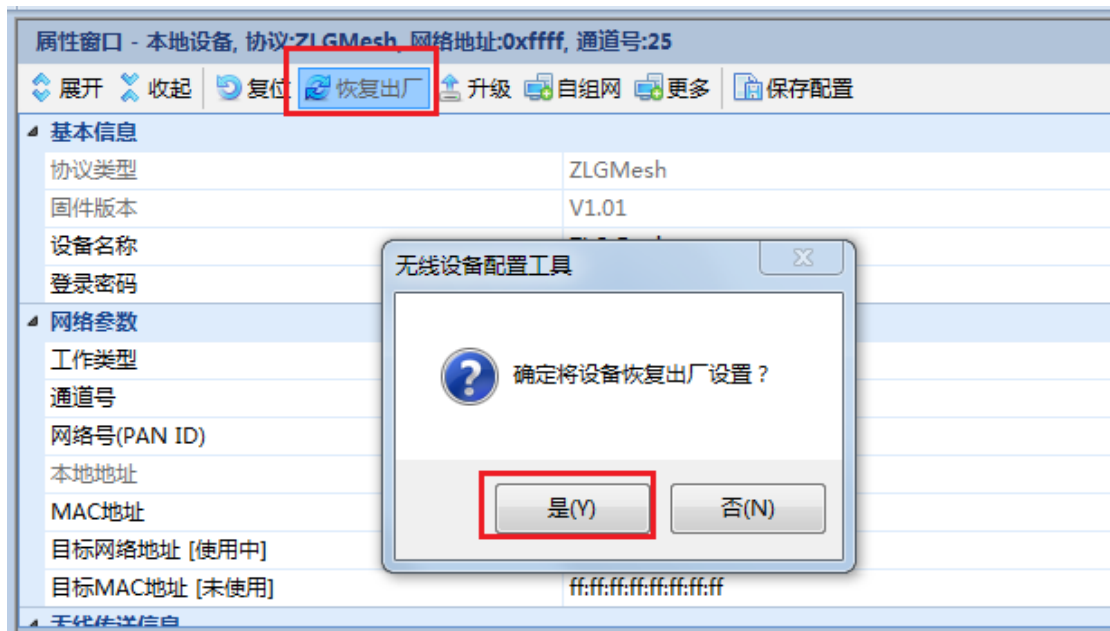 属性窗口 - 本地设备, 协议:ZLGMesh, 网络地址:0xffff, 通道号:25
展开 收起 复位 恢复出厂 升级 自组网 更多 保存配置
基本信息
协议类型 ZLGMesh
固件版本 V1.01
设备名称
登录密码
无线设备配置工具
网络参数
工作类型
确定将设备恢复出厂设置？
通道号
网络号(PAN ID)
本地地址
MAC地址
是(Y) 否(N)
目标网络地址 [使用中]
目标MAC地址 [未使用] ff:ff:ff:ff:ff:ff:ff:ff
无线传送信息